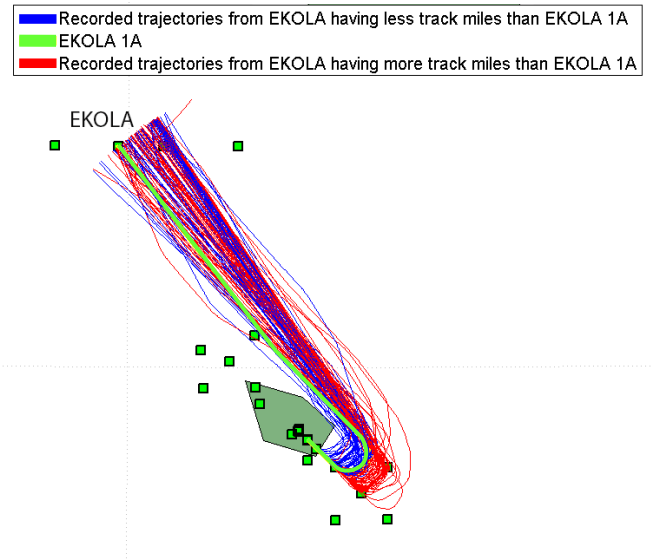 Recorded trajectories from EKOLA having less track miles than EKOLA 1A
EKOLA 1A
Recorded trajectories from EKOLA having more track miles than EKOLA 1A
EKOLA